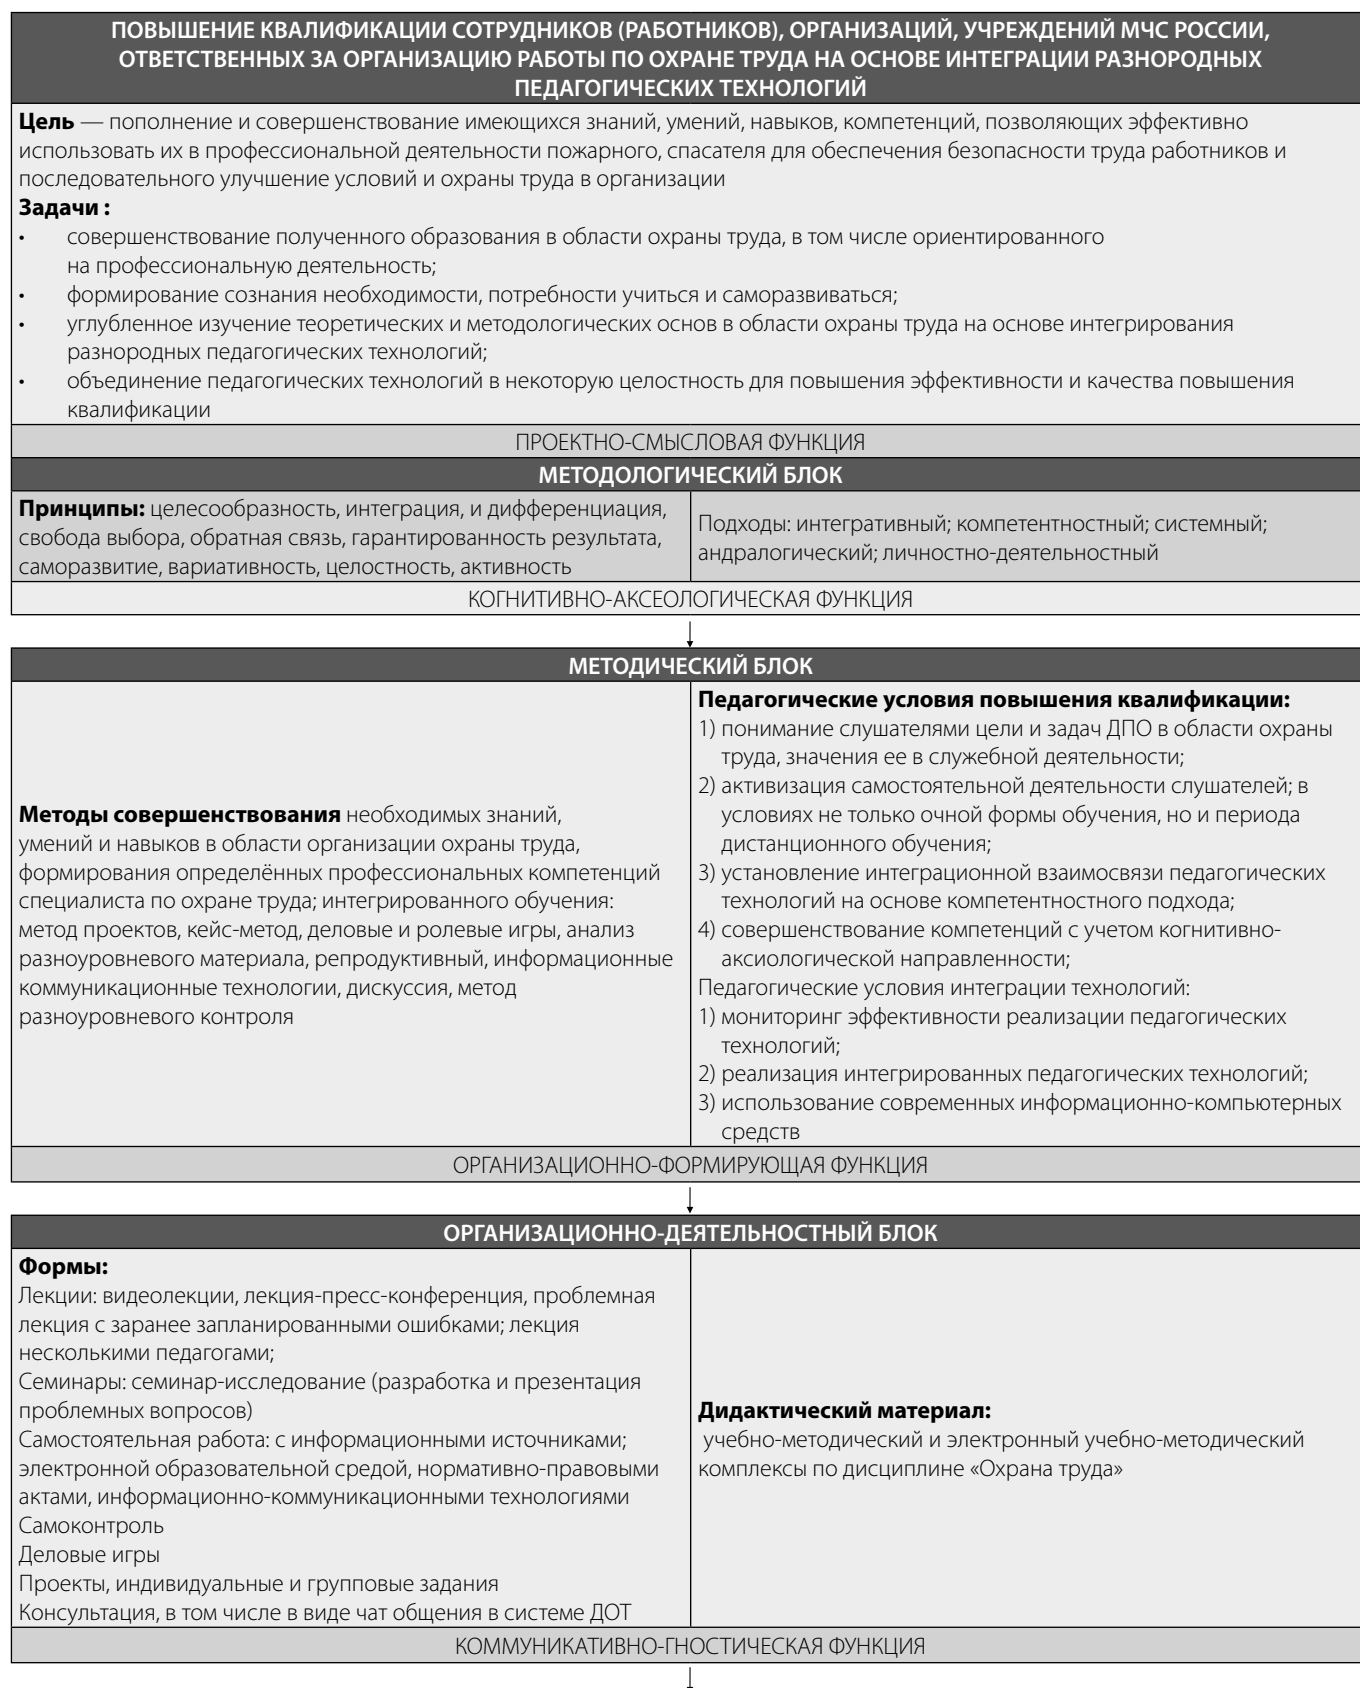 ПОВЫШЕНИЕ КВАЛИФИКАЦИИ СОТРУДНИКОВ (РАБОТНИКОВ), ОРГАНИЗАЦИЙ, УЧРЕЖДЕНИЙ МЧС РОССИИ,
ОТВЕТСТВЕННЫХ ЗА ОРГАНИЗАЦИЮ РАБОТЫ ПО ОХРАНЕ ТРУДА НА ОСНОВЕ ИНТЕГРАЦИИ РАЗНОРОДНЫХ
ПЕДАГОГИЧЕСКИХ ТЕХНОЛОГИЙ
Цель — пополнение и совершенствование имеющихся знаний, умений, навыков, компетенций, позволяющих эффективно
использовать их в профессиональной деятельности пожарного, спасателя для обеспечения безопасности труда работников и
последовательного улучшение условий и охраны труда в организации
Задачи :
• совершенствование полученного образования в области охраны труда, в том числе ориентированного
на профессиональную деятельность;
• формирование сознания необходимости, потребности учиться и саморазвиваться;
• углубленное изучение теоретических и методологических основ в области охраны труда на основе интегрирования
разнородных педагогических технологий;
• объединение педагогических технологий в некоторую целостность для повышения эффективности и качества повышения
квалификации
ПРОЕКТНО-СМЫСЛОВАЯ ФУНКЦИЯ
МЕТОДОЛОГИЧЕСКИЙ БЛОК
Принципы: целесообразность, интеграция, и дифференциация,
свобода выбора, обратная связь, гарантированность результата,
саморазвитие, вариативность, целостность, активность
Подходы: интегративный; компетентностный; системный;
андралогический; личностно-деятельностный
КОГНИТИВНО-АКСЕОЛОГИЧЕСКАЯ ФУНКЦИЯ
МЕТОДИЧЕСКИЙ БЛОК
Методы совершенствования необходимых знаний,
умений и навыков в области организации охраны труда,
формирования определённых профессиональных компетенций
специалиста по охране труда; интегрированного обучения:
метод проектов, кейс-метод, деловые и ролевые игры, анализ
разноуровневого материала, репродуктивный, информационные
коммуникационные технологии, дискуссия, метод
разноуровневого контроля
Педагогические условия повышения квалификации:
1) понимание слушателями цели и задач ДПО в области охраны
труда, значения ее в служебной деятельности;
2) активизация самостоятельной деятельности слушателей; в
условиях не только очной формы обучения, но и периода
дистанционного обучения;
3) установление интеграционной взаимосвязи педагогических
технологий на основе компетентностного подхода;
4) совершенствование компетенций с учетом когнитивно-
аксиологической направленности;
Педагогические условия интеграции технологий:
1) мониторинг эффективности реализации педагогических
технологий;
2) реализация интегрированных педагогических технологий;
3) использование современных информационно-компьютерных
средств
ОРГАНИЗАЦИОННО-ФОРМИРУЮЩАЯ ФУНКЦИЯ
ОРГАНИЗАЦИОННО-ДЕЯТЕЛЬНОСТНЫЙ БЛОК
Формы:
Лекции: видеолекции, лекция-пресс-конференция, проблемная
лекция с заранее запланированными ошибками; лекция
несколькими педагогами;
Семинары: семинар-исследование (разработка и презентация
проблемных вопросов)
Самостоятельная работа: с информационными источниками;
электронной образовательной средой, нормативно-правовыми
актами, информационно-коммуникационными технологиями
Самоконтроль
Деловые игры
Проекты, индивидуальные и групповые задания
Консультация, в том числе в виде чат общения в системе ДОТ
Дидактический материал:
учебно-методический и электронный учебно-методический
комплексы по дисциплине «Охрана труда»
КОММУНИКАТИВНО-ГНОСТИЧЕСКАЯ ФУНКЦИЯ